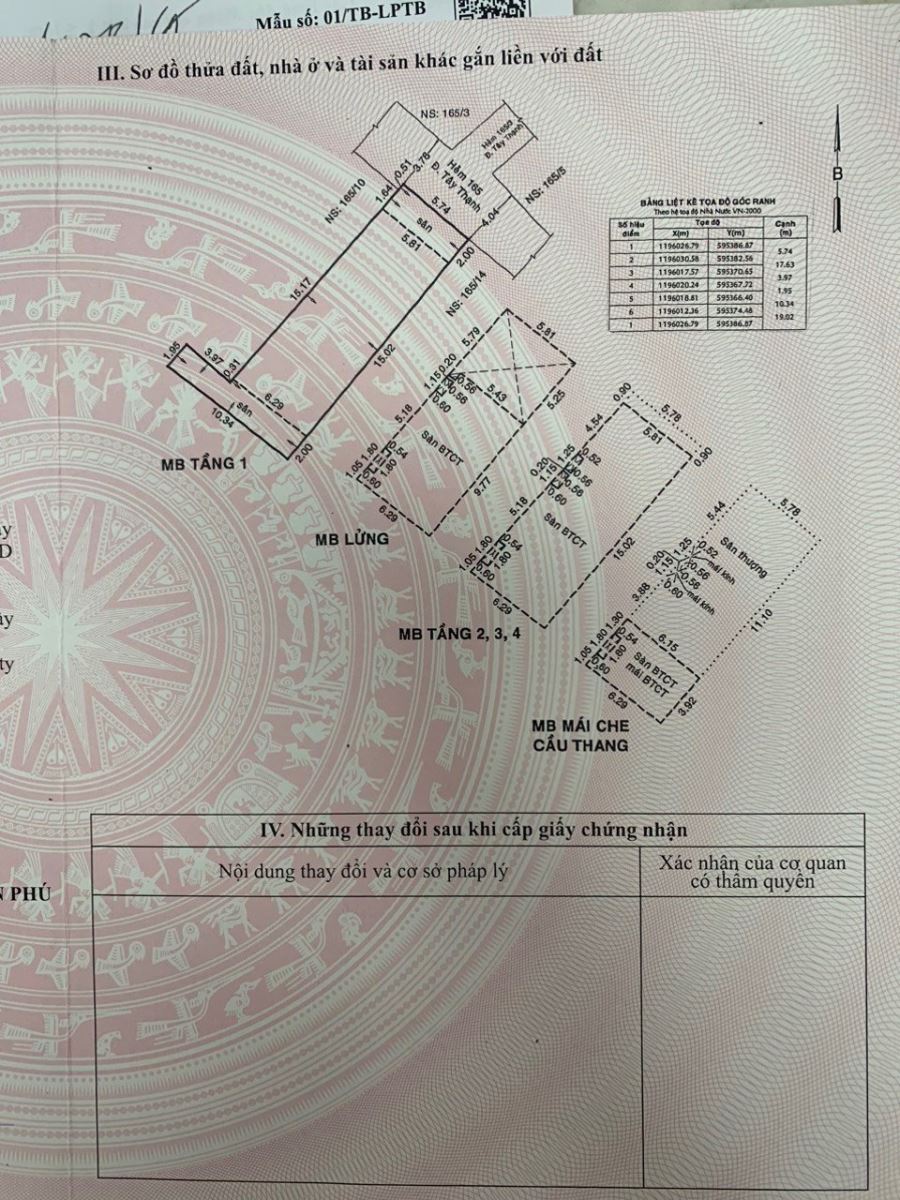 Mẫu số: 01/TB-LPTB
III. Sơ đồ thửa đất, nhà ở và tài sản khác gắn liền với đất
NS: 165/3
Hẻm 165/3
Đ. Tây Thạnh
Hẻm 165
Đ. Tây Thạnh
NS: 165/5
NS: 165/10
1.64
0.51
3.78
5.74
4.04
sân
5.81
2.00
NS: 165/14
15.17
15.02
1.95
3.97
0.31
6.29
sân
10.34
2.00
MB TẦNG 1
B
BẢNG LIỆT KÊ TỌA ĐỘ GÓC RANH
Theo hệ toạ độ Nhà Nước VN-2000
Số hiệu điểm Tọa độ Cạnh (m)
X(m) Y(m)
1 1196026.79 595386.87
5.74
2 1196030.58 595382.56
17.63
3 1196017.57 595370.65
3.97
4 1196020.24 595367.72
1.95
5 1196018.81 595366.40
10.34
6 1196012.36 595374.48
19.02
1 1196026.79 595386.87
5.79
5.81
1.15
0.20
0.56
0.56
0.60
5.43
5.25
5.18
Sàn BTCT
1.05
1.80
0.54
1.80
0.60
9.77
6.29
MB LỬNG
0.90
5.78
4.54
5.81
0.90
1.25
0.52
0.20
1.15
0.56
0.56
0.60
5.18
Sàn BTCT
15.02
1.05
1.80
0.54
1.80
0.60
6.29
MB TẦNG 2, 3, 4
5.44
5.78
Sân thượng
1.25
0.52
mái kính
0.20
1.15
0.56
0.56
0.60
mái kính
3.88
11.10
1.30
1.80
1.05
0.54
1.80
0.60
6.15
Sàn BTCT
mái BTCT
6.29
3.92
MB MÁI CHE
CẦU THANG
IV. Những thay đổi sau khi cấp giấy chứng nhận
Nội dung thay đổi và cơ sở pháp lý
Xác nhận của cơ quan
có thẩm quyền
PHÚ